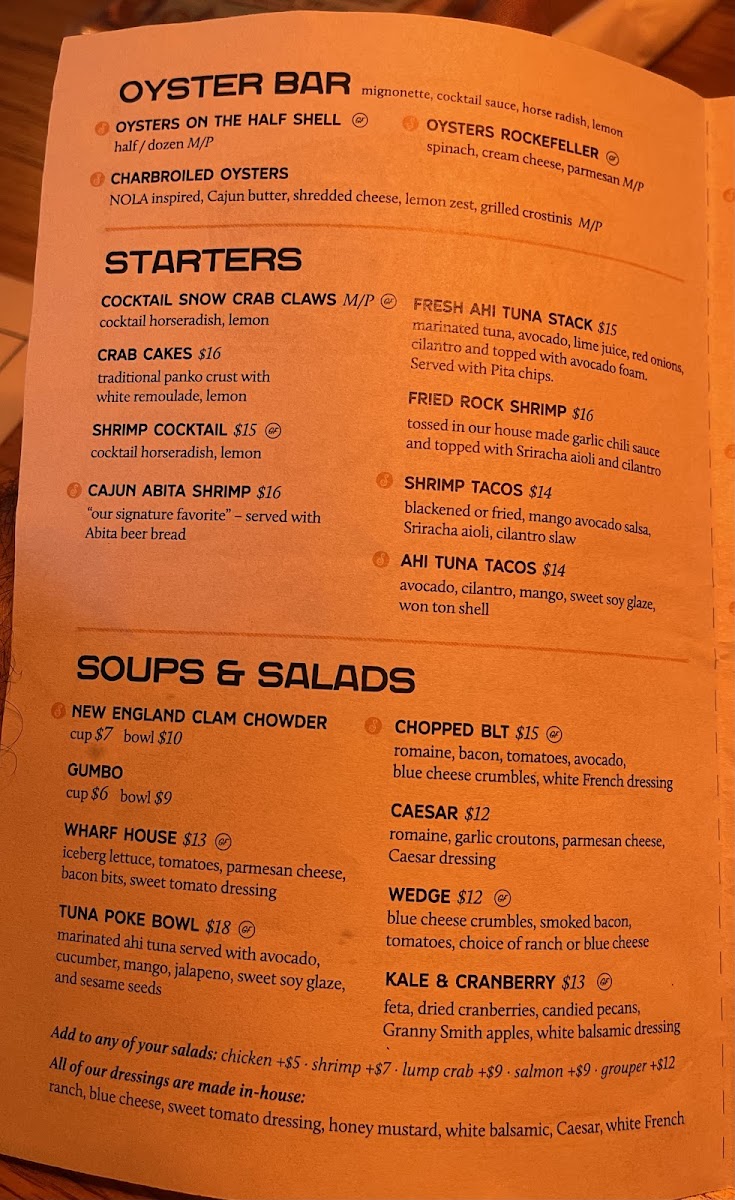 OYSTER BAR mignonette, cocktail sauce, horse radish, lemon
OYSTERS ON THE HALF SHELL GF
half / dozen M/P
OYSTERS ROCKEFELLER GF
spinach, cream cheese, parmesan M/P
CHARBROILED OYSTERS
NOLA inspired, Cajun butter, shredded cheese, lemon zest, grilled crostinis M/P
STARTERS
COCKTAIL SNOW CRAB CLAWS M/P GF
cocktail horseradish, lemon
CRAB CAKES $16
traditional panko crust with
white remoulade, lemon
SHRIMP COCKTAIL $15 GF
cocktail horseradish, lemon
CAJUN ABITA SHRIMP $16
“our signature favorite” – served with
Abita beer bread
FRESH AHI TUNA STACK $15
marinated tuna, avocado, lime juice, red onions,
cilantro and topped with avocado foam.
Served with Pita chips.
FRIED ROCK SHRIMP $16
tossed in our house made garlic chili sauce
and topped with Sriracha aioli and cilantro
SHRIMP TACOS $14
blackened or fried, mango avocado salsa,
Sriracha aioli, cilantro slaw
AHI TUNA TACOS $14
avocado, cilantro, mango, sweet soy glaze,
won ton shell
SOUPS & SALADS
NEW ENGLAND CLAM CHOWDER
cup $7 bowl $10
GUMBO
cup $6 bowl $9
WHARF HOUSE $13 GF
iceberg lettuce, tomatoes, parmesan cheese,
bacon bits, sweet tomato dressing
TUNA POKE BOWL $18 GF
marinated ahi tuna served with avocado,
cucumber, mango, jalapeno, sweet soy glaze,
and sesame seeds
CHOPPED BLT $15 GF
romaine, bacon, tomatoes, avocado,
blue cheese crumbles, white French dressing
CAESAR $12
romaine, garlic croutons, parmesan cheese,
Caesar dressing
WEDGE $12 GF
blue cheese crumbles, smoked bacon,
tomatoes, choice of ranch or blue cheese
KALE & CRANBERRY $13 GF
feta, dried cranberries, candied pecans,
Granny Smith apples, white balsamic dressing
Add to any of your salads: chicken +$5 · shrimp +$7 · lump crab +$9 · salmon +$9 · grouper +$12
All of our dressings are made in-house:
ranch, blue cheese, sweet tomato dressing, honey mustard, white balsamic, Caesar, white French